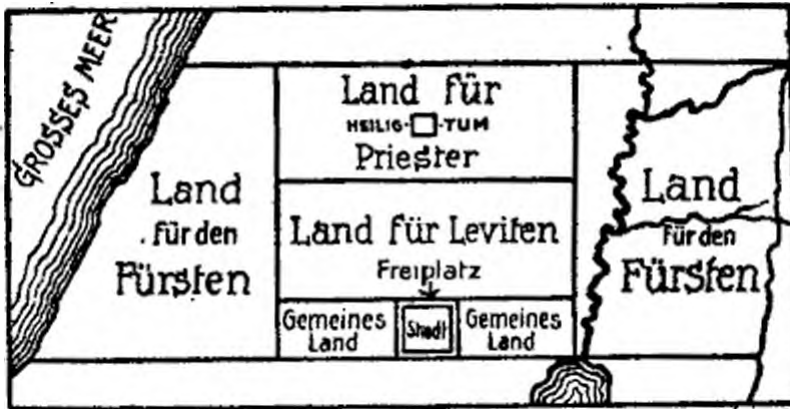 GROSSES MEER
Land
für den
Fürsten
Land für
HEILIG- -TUM
Priester
Land für Leviten
Freiplatz
Gemeines
Land
Stadt
Gemeines
Land
Land
für den
Fürsten